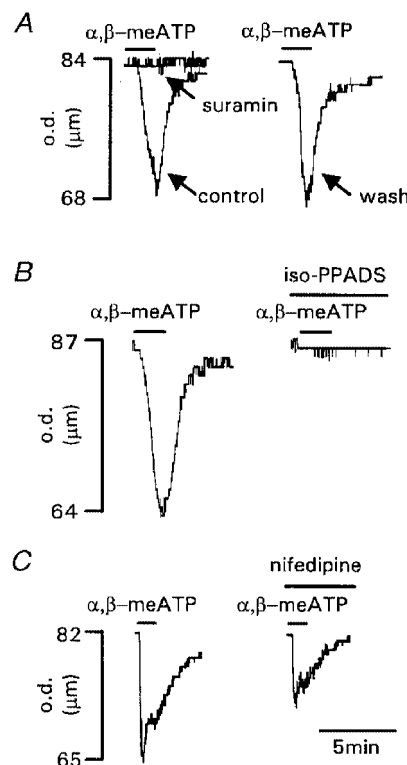 A
α,β-meATP
α,β-meATP
84
suramin
o.d.
(μm)
control
wash
68
B
iso-PPADS
α,β-meATP
α,β-meATP
87
o.d.
(μm)
64
C
nifedipine
α,β-meATP
α,β-meATP
82
o.d.
(μm)
65
5min